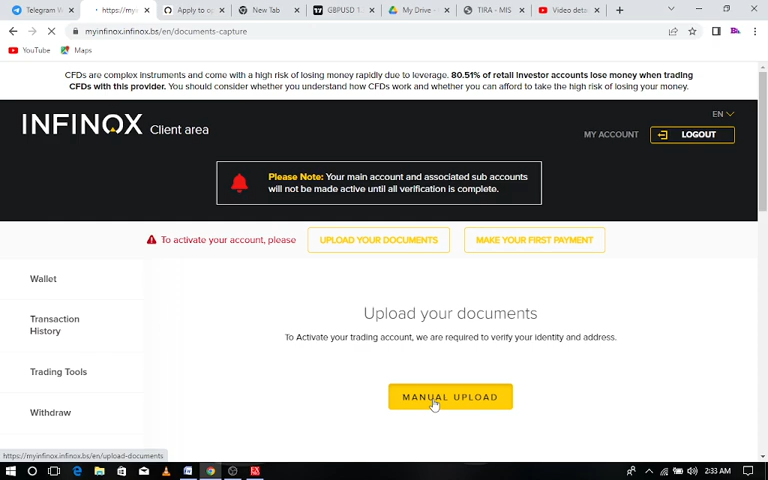 Telegram W
https://my
Apply to o
New Tab
GBPUSD 1
My Drive -
TIRA - MIS
Video deta
myinfinox.infinox.bs/en/documents-capture
YouTube
Maps
CFDs are complex instruments and come with a high risk of losing money rapidly due to leverage. 80.51% of retail investor accounts lose money when trading
CFDs with this provider. You should consider whether you understand how CFDs work and whether you can afford to take the high risk of losing your money.
EN
INFINOX Client area
MY ACCOUNT
LOGOUT
Please Note: Your main account and associated sub accounts
will not be made active until all verification is complete.
To activate your account, please
UPLOAD YOUR DOCUMENTS
MAKE YOUR FIRST PAYMENT
Wallet
Transaction
History
Trading Tools
Withdraw
Upload your documents
To Activate your trading account, we are required to verify your identity and address.
MANUAL UPLOAD
https://myinfinox.infinox.bs/en/upload-documents
2:33 AM